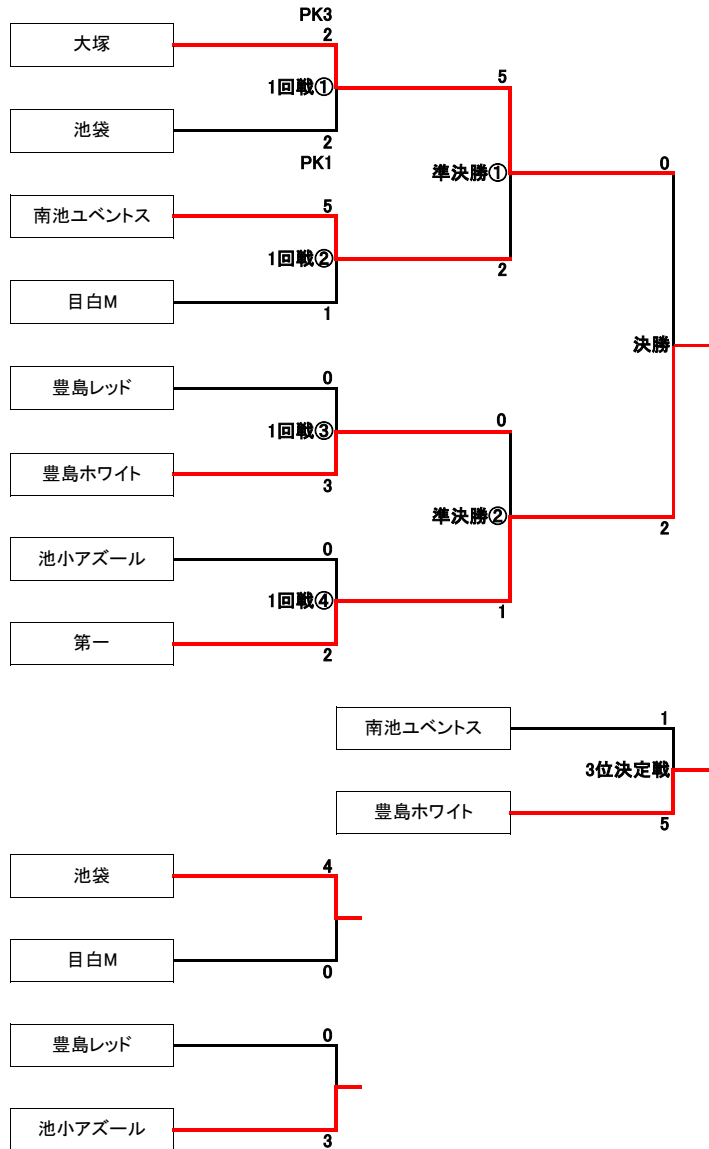 PK3
大塚
2
1回戦①
5
池袋
2
PK1
準決勝①
0
南池ユベントス
5
1回戦②
2
目白M
1
決勝
豊島レッド
0
1回戦③
0
豊島ホワイト
3
準決勝②
2
池小アズール
0
1回戦④
1
第一
2
南池ユベントス
1
3位決定戦
豊島ホワイト
5
池袋
4
目白M
0
豊島レッド
0
池小アズール
3